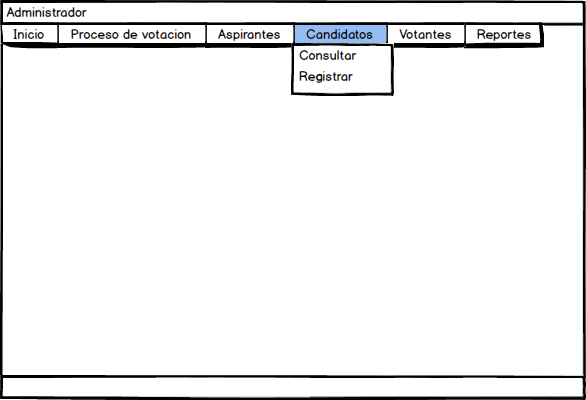 Administrador
Inicio Proceso de votacion Aspirantes Candidatos Votantes Reportes
Consultar
Registrar